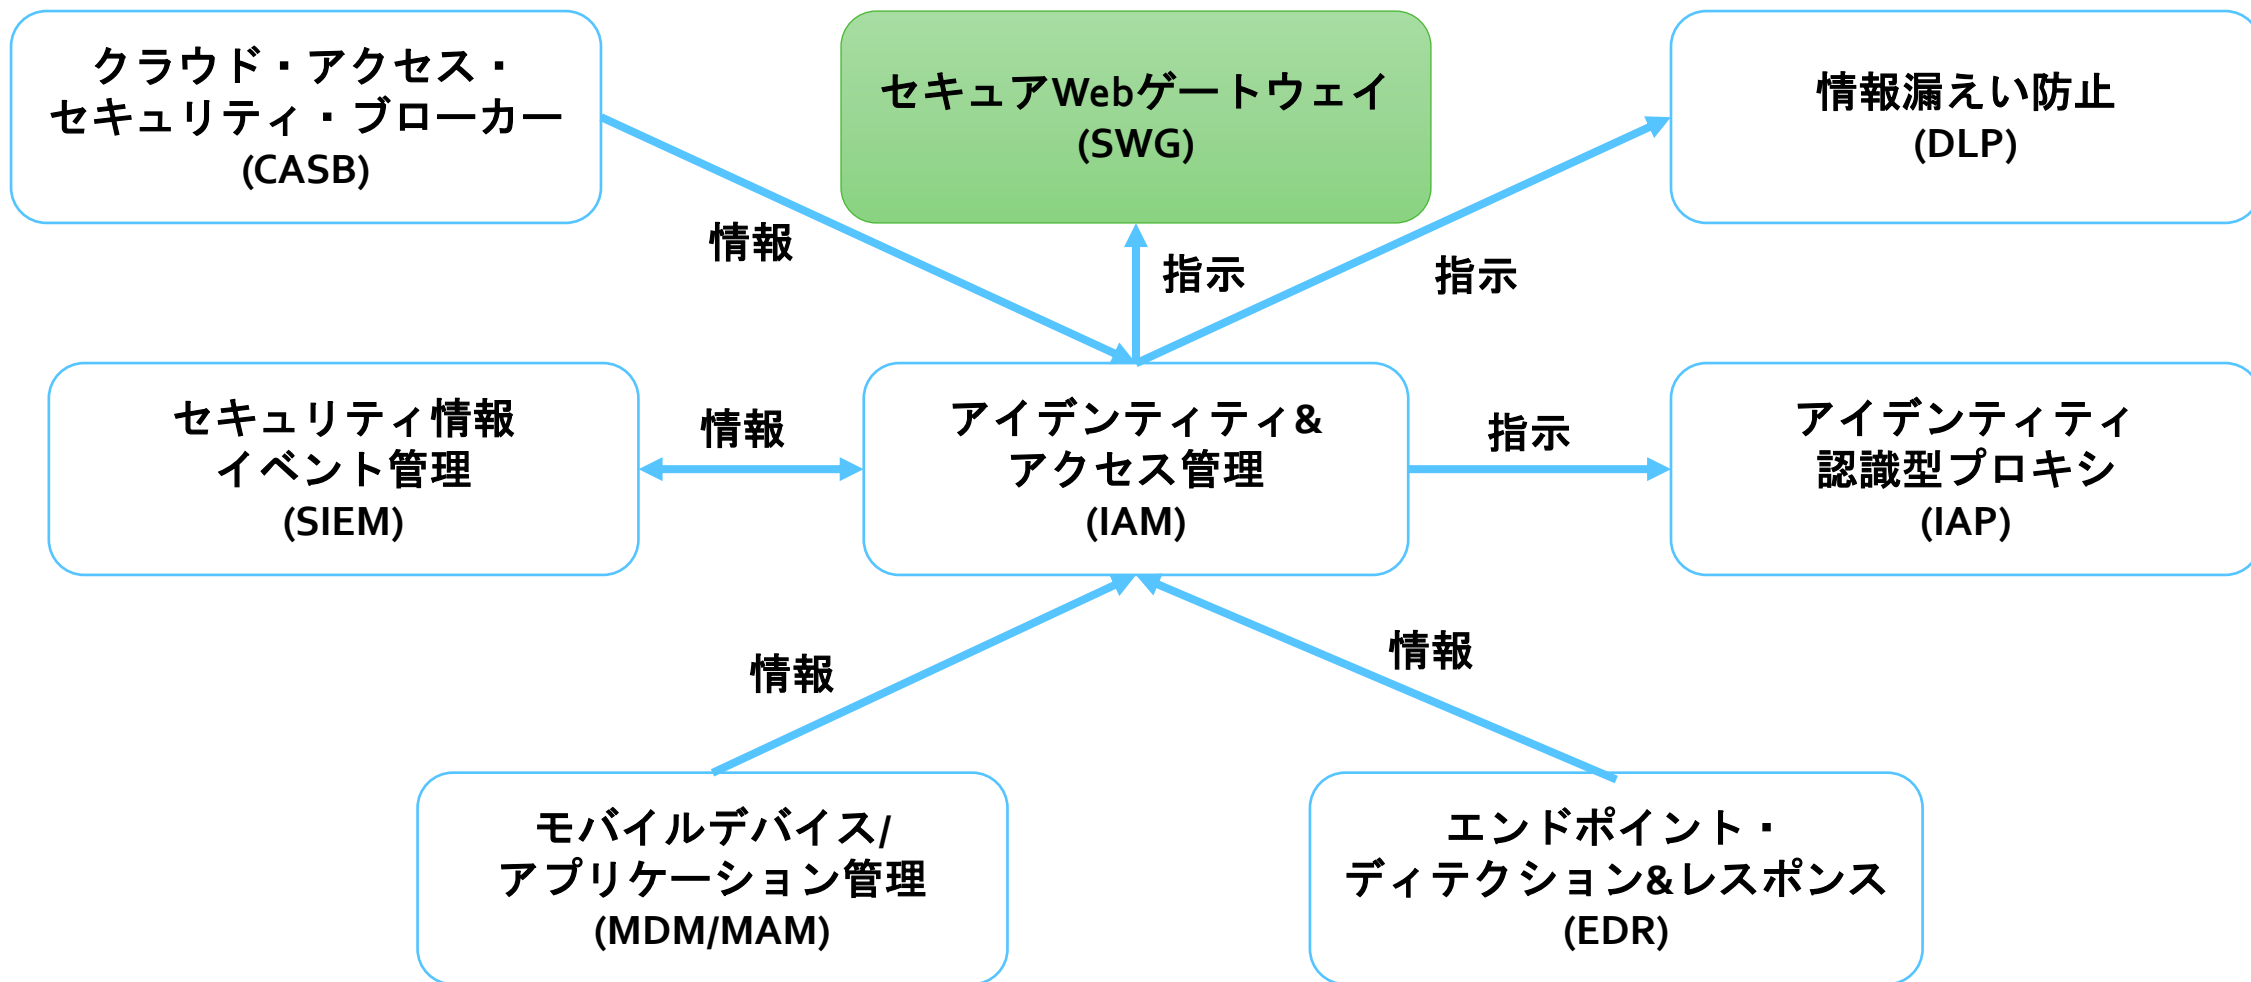 クラウド・アクセス・
セキュリティ・ブローカー
(CASB)
セキュアWebゲートウェイ
(SWG)
情報漏えい防止
(DLP)
情報
指示
指示
セキュリティ情報
イベント管理
(SIEM)
情報
アイデンティティ&
アクセス管理
(IAM)
指示
アイデンティティ
認識型プロキシ
(IAP)
情報
情報
モバイルデバイス/
アプリケーション管理
(MDM/MAM)
エンドポイント・
ディテクション&レスポンス
(EDR)